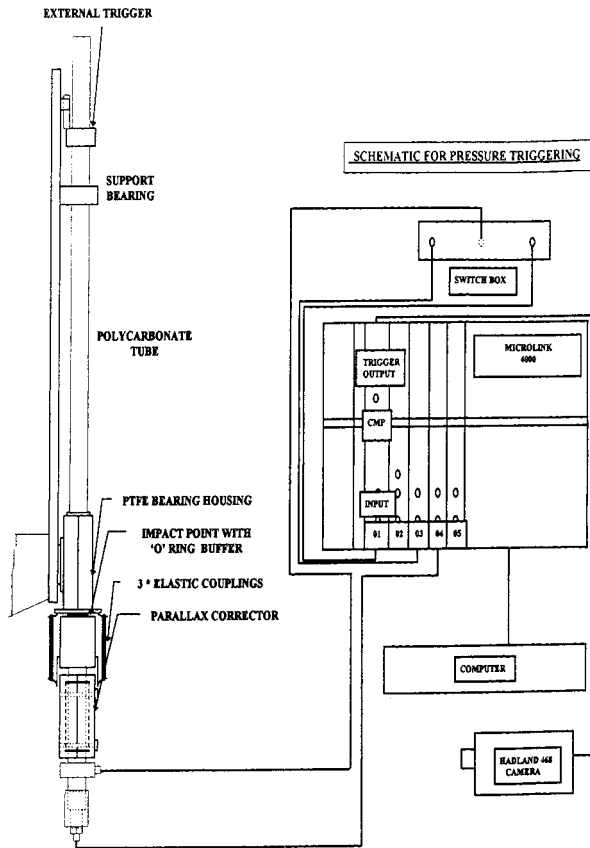 EXTERNAL TRIGGER
SCHEMATIC FOR PRESSURE TRIGGERING
SUPPORT
BEARING
SWITCH BOX
POLYCARBONATE
TUBE
TRIGGER
OUTPUT
MICROLINK
4000
CMP
INPUT
01 02 03 04 05
PTFE BEARING HOUSING
IMPACT POINT WITH
'O' RING BUFFER
3 * ELASTIC COUPLINGS
PARALLAX CORRECTOR
COMPUTER
HADLAND 468
CAMERA